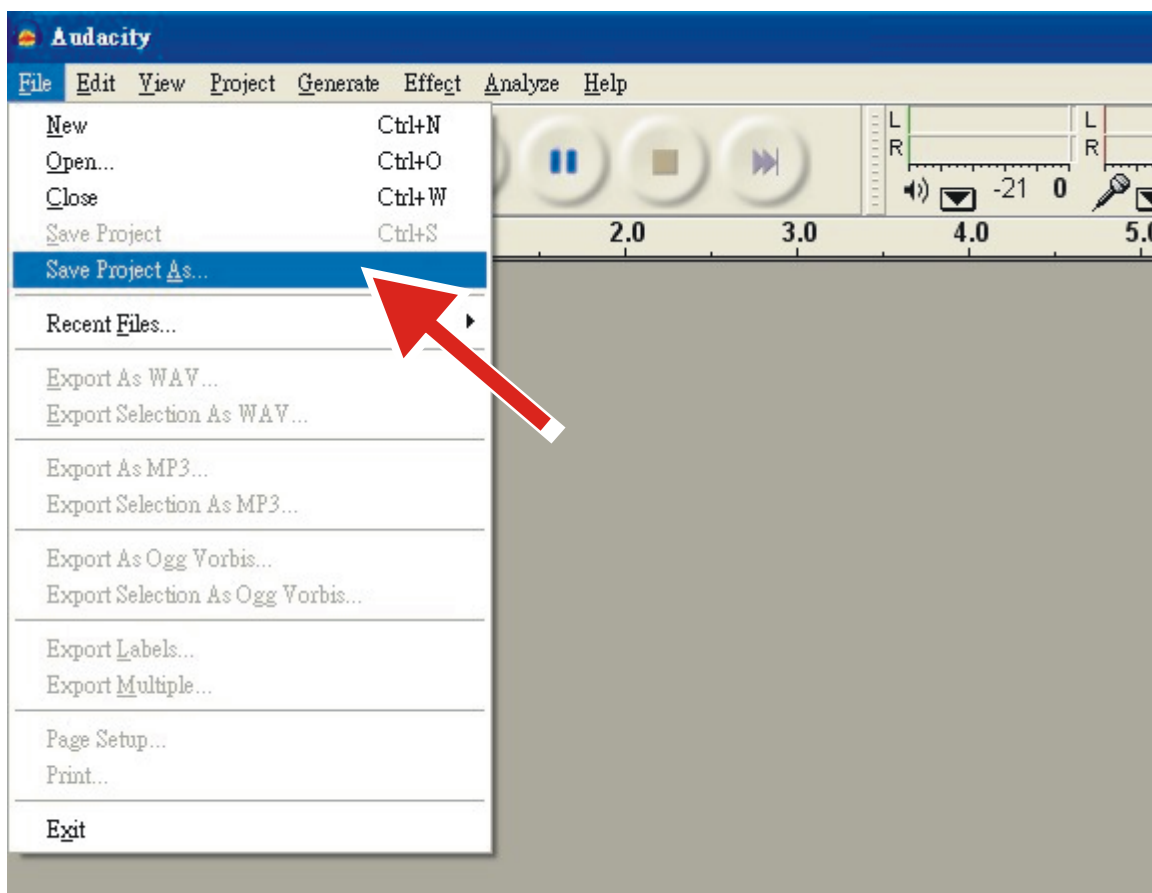 Audacity
File Edit View Project Generate Effect Analyze Help
New Ctrl+N
Open... Ctrl+O
Close Ctrl+W
Save Project Ctrl+S
Save Project As...
Recent Files...
Export As WAV...
Export Selection As WAV...
Export As MP3...
Export Selection As MP3...
Export As Ogg Vorbis...
Export Selection As Ogg Vorbis...
Export Labels...
Export Multiple...
Page Setup...
Print...
Exit
L L
R R
-21 0
2.0 3.0 4.0 5.0